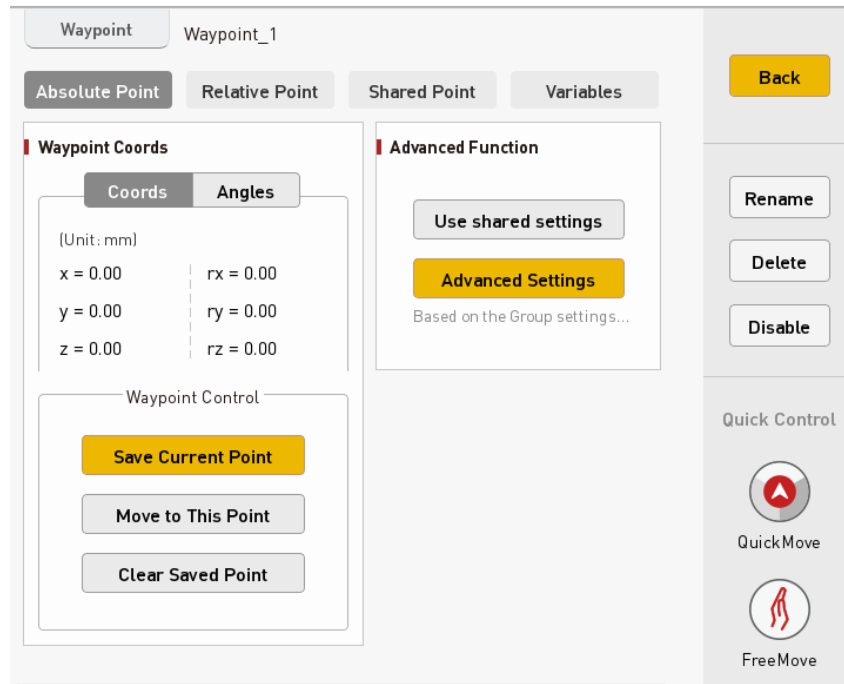 Waypoint
Waypoint_1
Absolute Point
Relative Point
Shared Point
Variables
Waypoint Coords
Coords
Angles
(Unit: mm)
x = 0.00
rx = 0.00
y = 0.00
ry = 0.00
z = 0.00
rz = 0.00
Waypoint Control
Save Current Point
Move to This Point
Clear Saved Point
Advanced Function
Use shared settings
Advanced Settings
Based on the Group settings...
Back
Rename
Delete
Disable
Quick Control
QuickMove
FreeMove